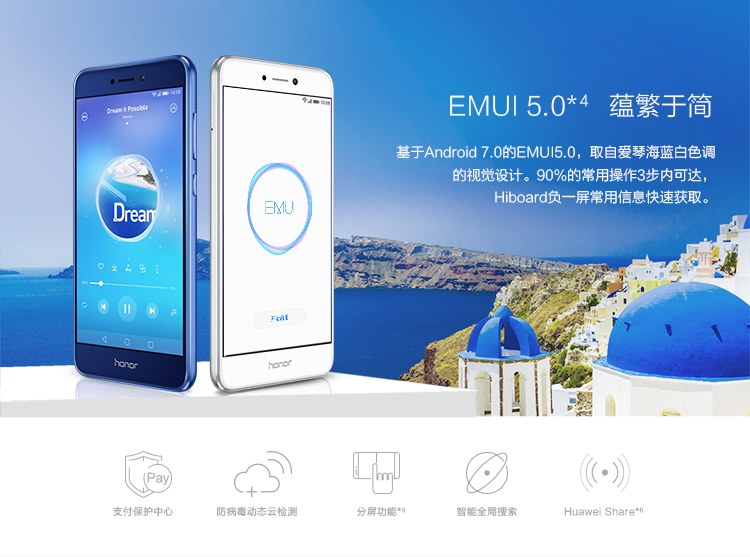 EMUI 5.0*4 蕴繁于简
基于Android 7.0的EMUI5.0，取自爱琴海蓝白色调
的视觉设计。90%的常用操作3步内可达，
Hiboard负一屏常用信息快速获取。
10:08
Dream It Possible
Dream
honor
10:08
EMUI
honor
Pay
支付保护中心
防病毒动态云检测
分屏功能*5
智能全局搜索
Huawei Share*6